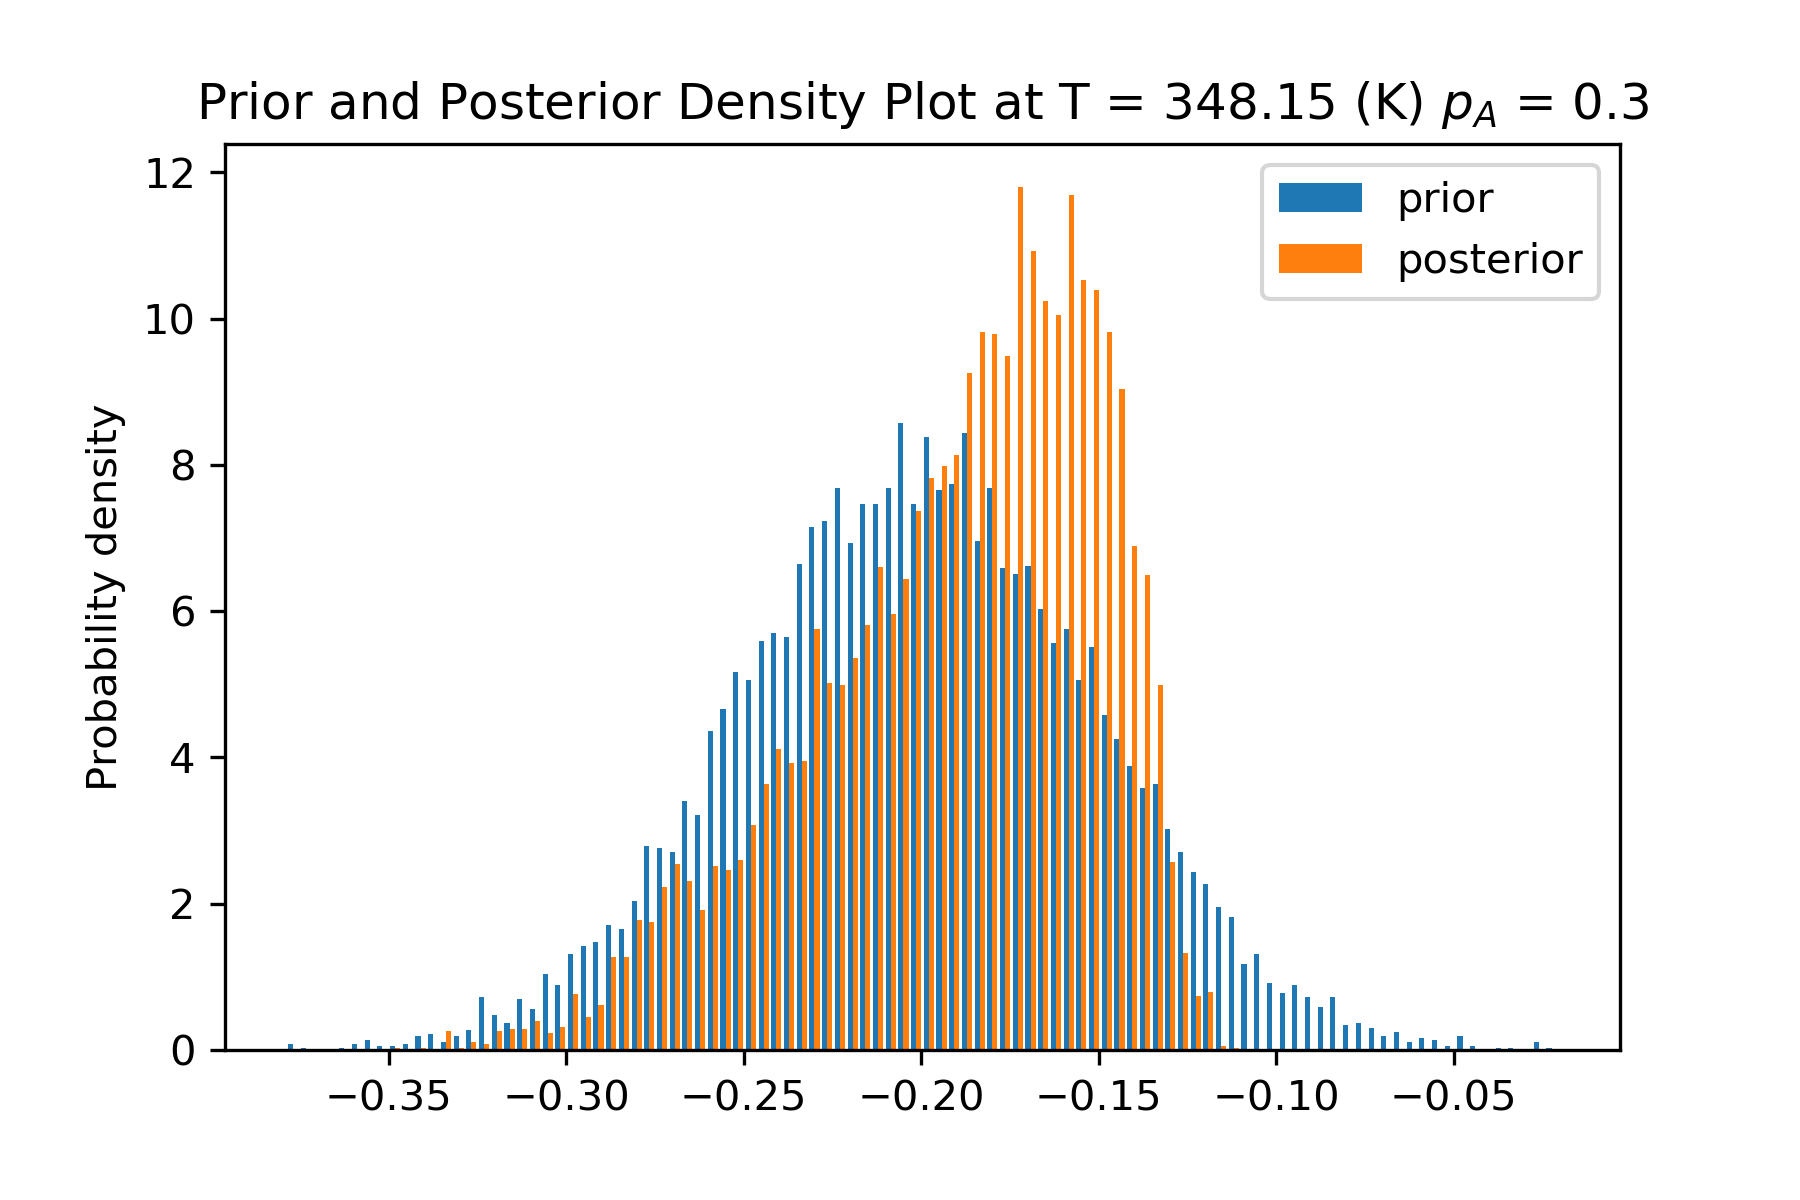 Prior and Posterior Density Plot at T = 348.15 (K) p_A = 0.3
prior
posterior
Probability density
12
10
8
6
4
2
0
−0.35 −0.30 −0.25 −0.20 −0.15 −0.10 −0.05